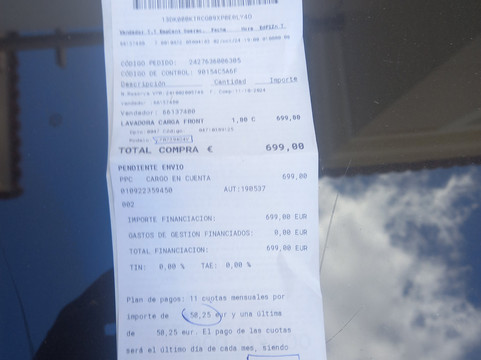 CÓDIGO PEDIDO: 2427636006305
CÓDIGO DE CONTROL: 9015AC5A6F
Descripción Cantidad Importe
Vendedor: 66137400
LAVADORA CARGA FRONT 1,00 C 699,00
TOTAL COMPRA € 699,00
PENDIENTE ENVIO
PPC CARGO EN CUENTA 699,00
010922359450 AUT:198537
002
IMPORTE FINANCIACION: 699,00 EUR
GASTOS DE GESTION FINANCIADOS: 0,00 EUR
TOTAL FINANCIACION: 699,00 EUR
TIN: 0,00 % TAE: 0,00 %
Plan de pagos: 11 cuotas mensuales por
importe de 58,25 eur y una última
de 58,25 eur. El pago de las cuotas
será el último día de cada mes, siendo